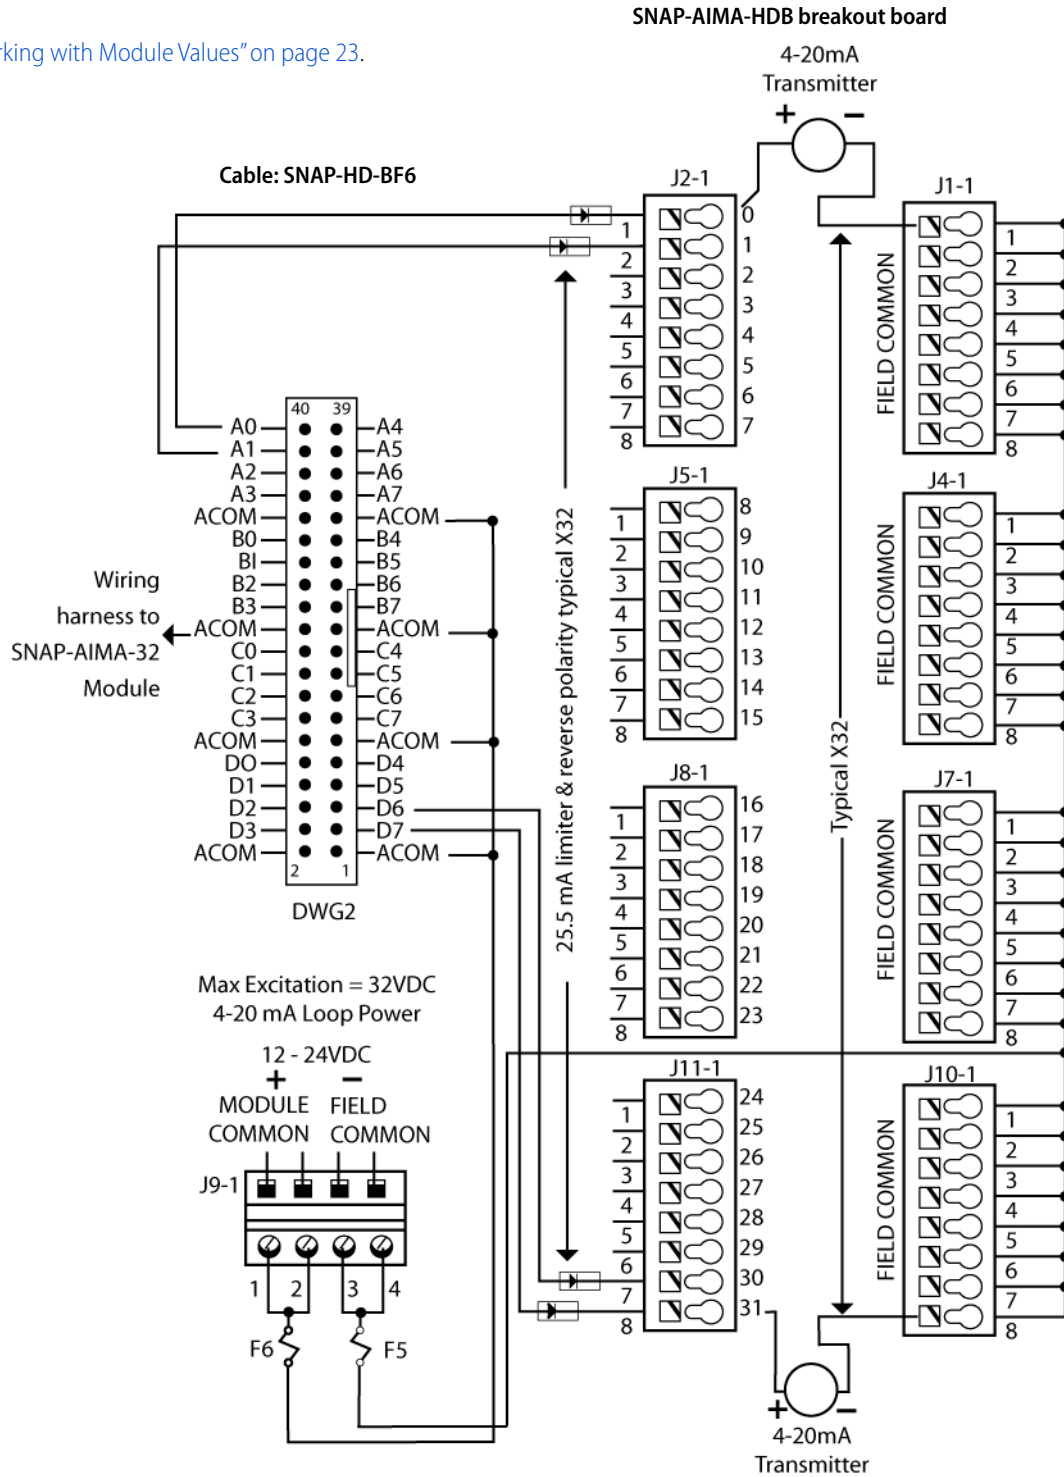 SNAP-AIMA-HDB breakout board
rking with Module Values” on page 23.
4-20mA
Transmitter
+ −
Cable: SNAP-HD-BF6
J2-1
0
1
1
2
2
3
3
4
4
5
5
6
6
7
7
8
J1-1
FIELD COMMON
1
2
3
4
5
6
7
8
40 39
A0 A4
A1 A5
A2 A6
A3 A7
ACOM ACOM
B0 B4
BI B5
B2 B6
B3 B7
ACOM ACOM
C0 C4
C1 C5
C2 C6
C3 C7
ACOM ACOM
DO D4
D1 D5
D2 D6
D3 D7
ACOM ACOM
2 1
DWG2
Wiring
harness to
SNAP-AIMA-32
Module
25.5 mA limiter & reverse polarity typical X32
J5-1
8
1
9
2
10
3
11
4
12
5
13
6
14
7
15
8
Typical X32
J4-1
FIELD COMMON
1
2
3
4
5
6
7
8
J8-1
16
1
17
2
18
3
19
4
20
5
21
6
22
7
23
8
J7-1
FIELD COMMON
1
2
3
4
5
6
7
8
Max Excitation = 32VDC
4-20 mA Loop Power
12 - 24VDC
+ −
MODULE FIELD
COMMON COMMON
J9-1
1 2 3 4
F6 F5
J11-1
24
1
25
2
26
3
27
4
28
5
29
6
30
7
31
8
J10-1
FIELD COMMON
1
2
3
4
5
6
7
8
+ −
4-20mA
Transmitter